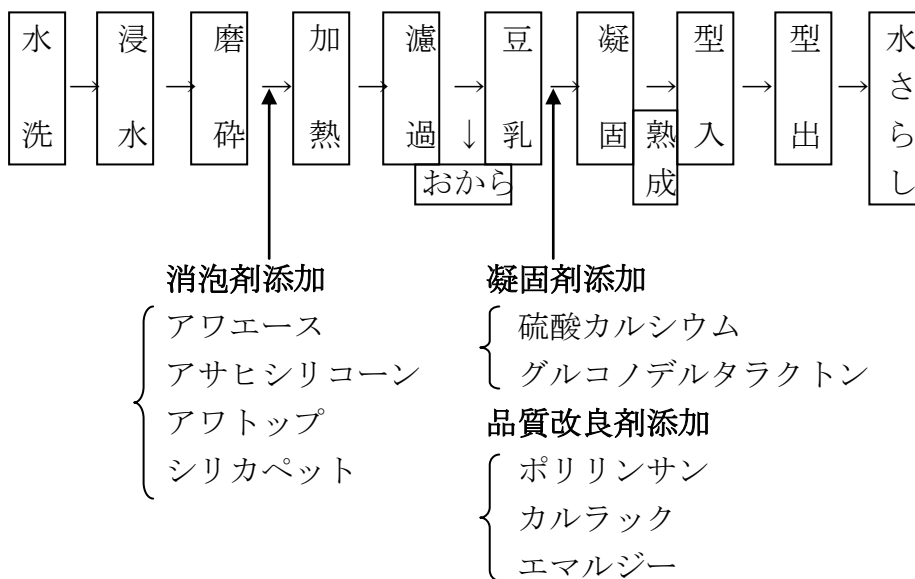 水洗
→
浸水
→
磨砕
→
加熱
→
濾過
→
豆乳
→
凝固
→
型入
→
型出
→
水さらし
↓
おから
熟成
消泡剤添加
アワエース
アサヒシリコーン
アワトップ
シリカペット
凝固剤添加
硫酸カルシウム
グルコノデルタラクトン
品質改良剤添加
ポリリンサン
カルラック
エマルジー